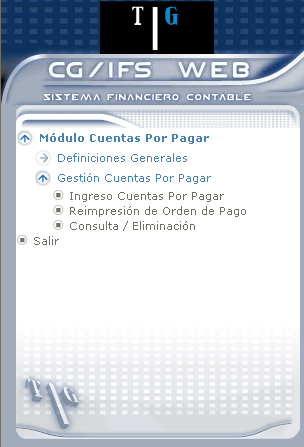 T G
CG/IFS WEB
SISTEMA FINANCIERO CONTABLE
Módulo Cuentas Por Pagar
Definiciones Generales
Gestión Cuentas Por Pagar
Ingreso Cuentas Por Pagar
Reimpresión de Orden de Pago
Consulta / Eliminación
Salir
T G